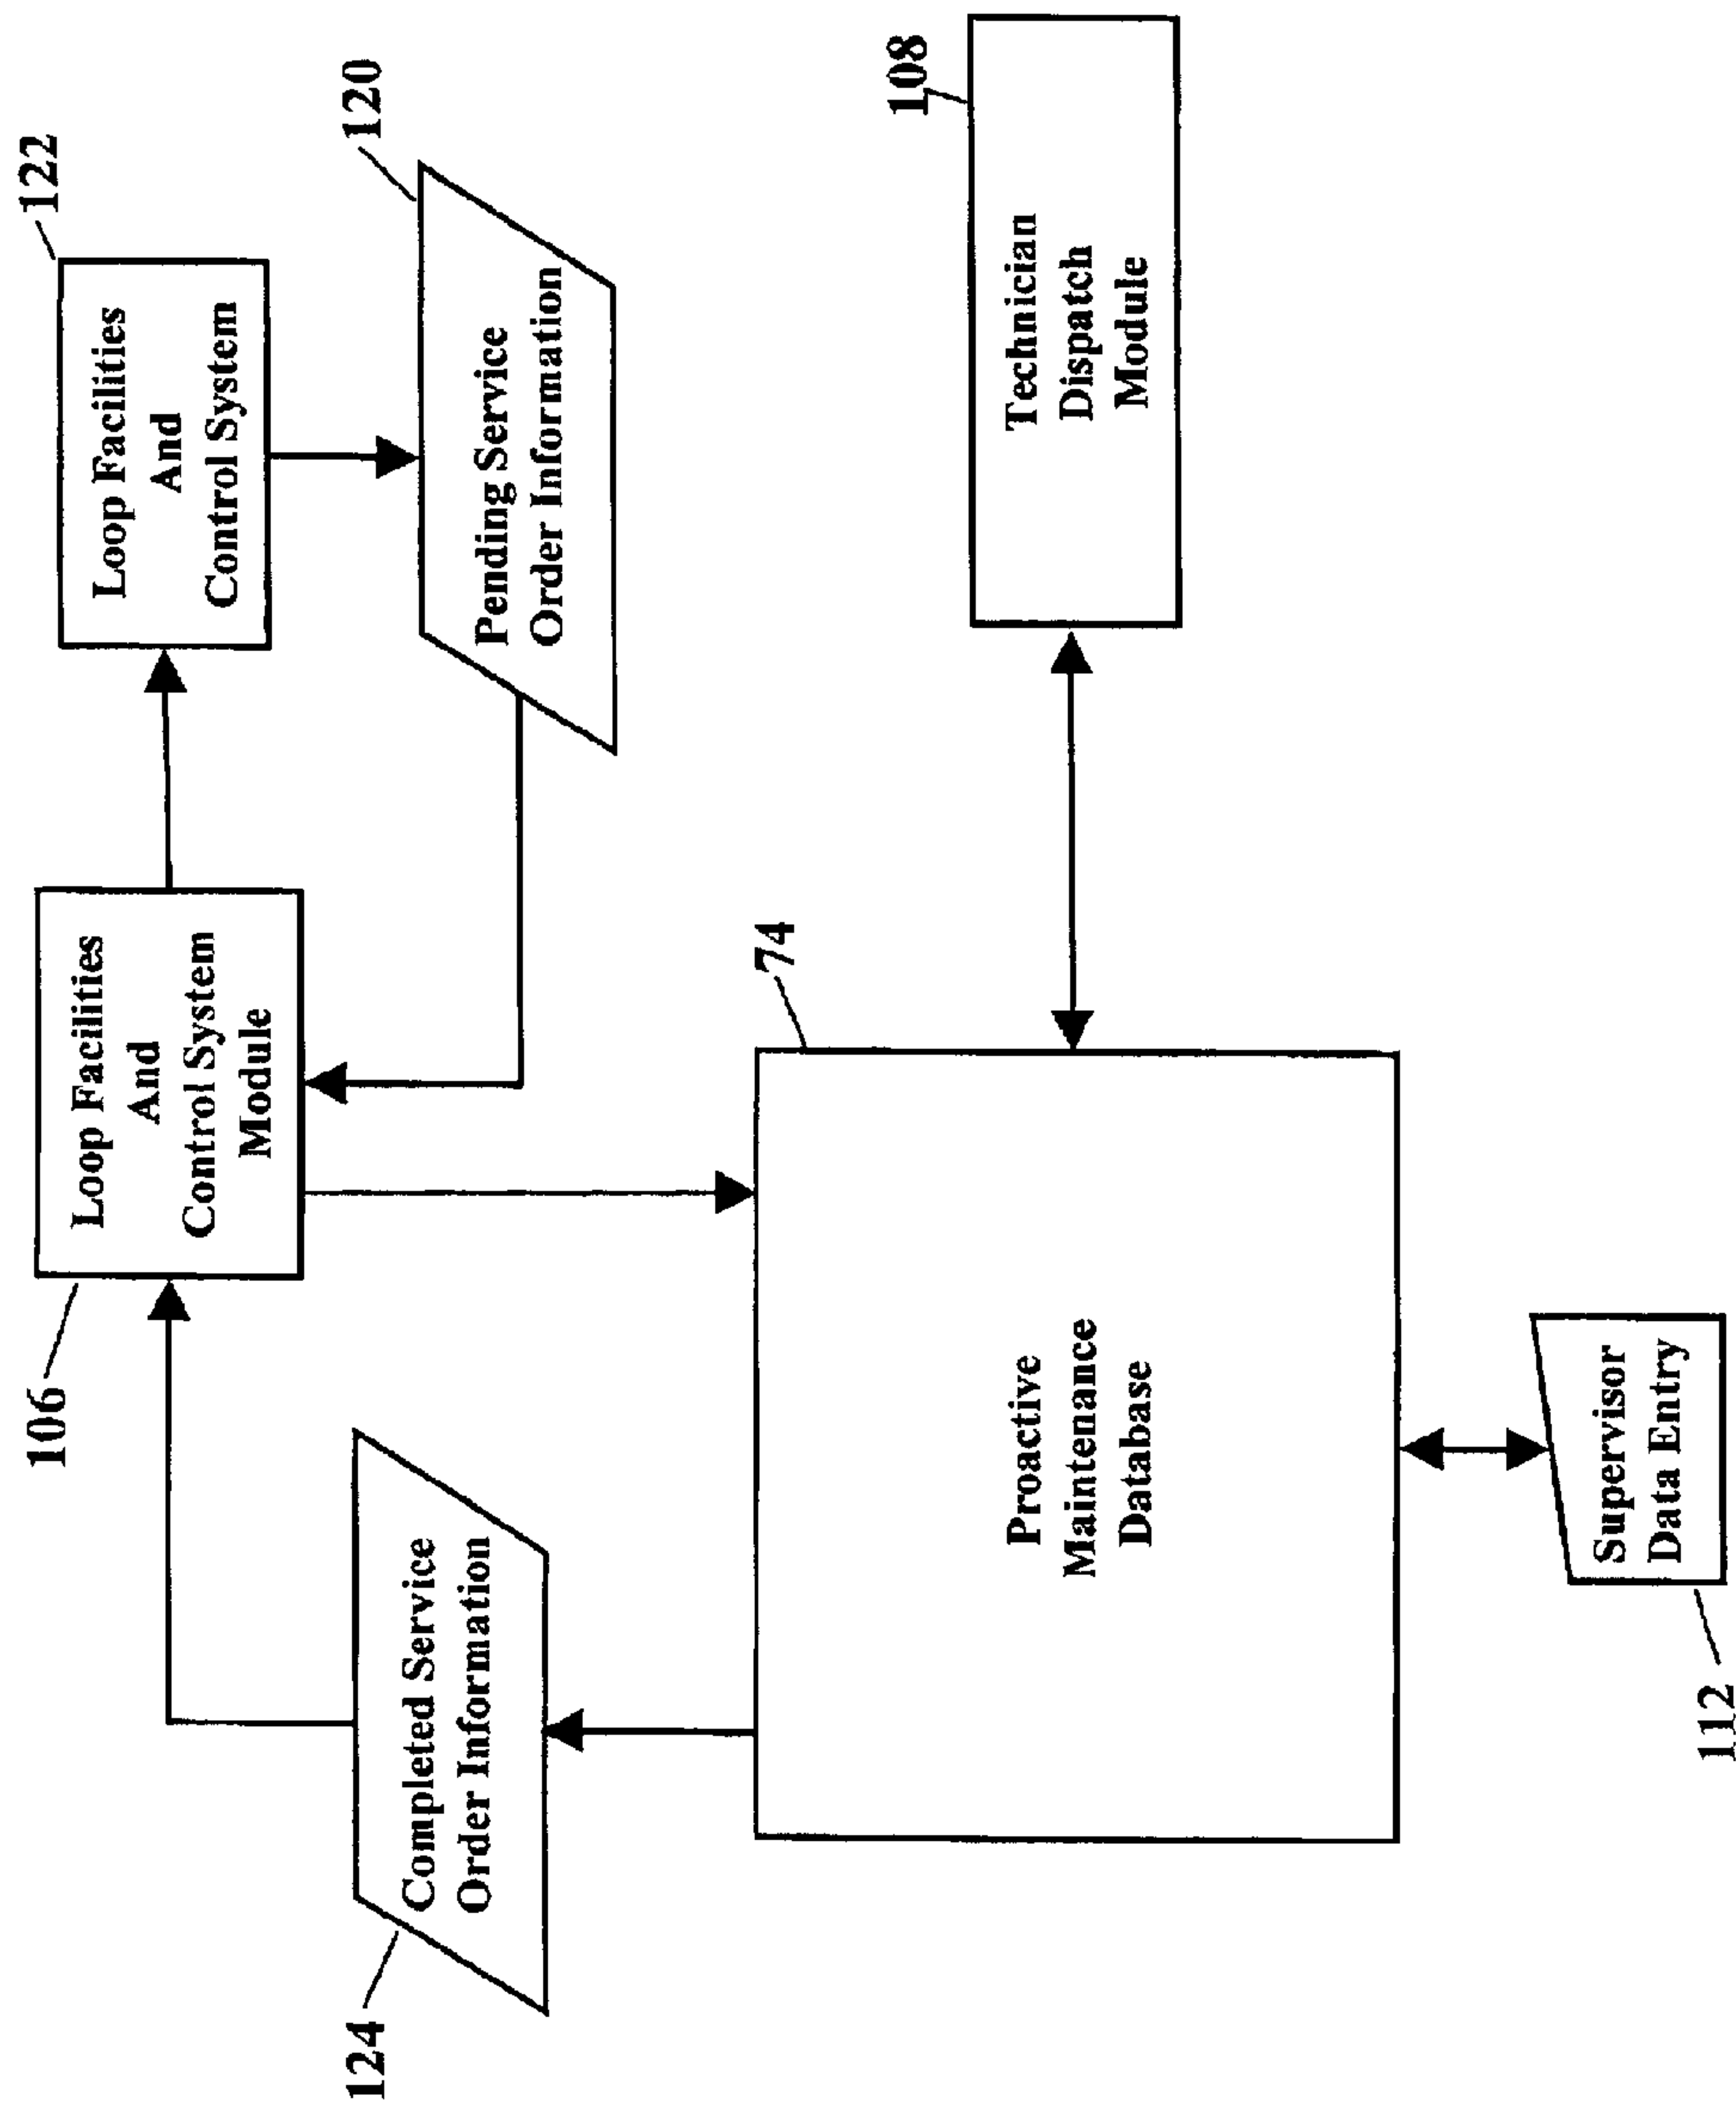 106
Loop Facilities
And
Control System
Module
122
Loop Facilities
And
Control System
124
Completed Service
Order Information
120
Pending Service
Order Information
74
Proactive
Maintenance
Database
108
Technician
Dispatch
Module
112
Supervisor
Data Entry